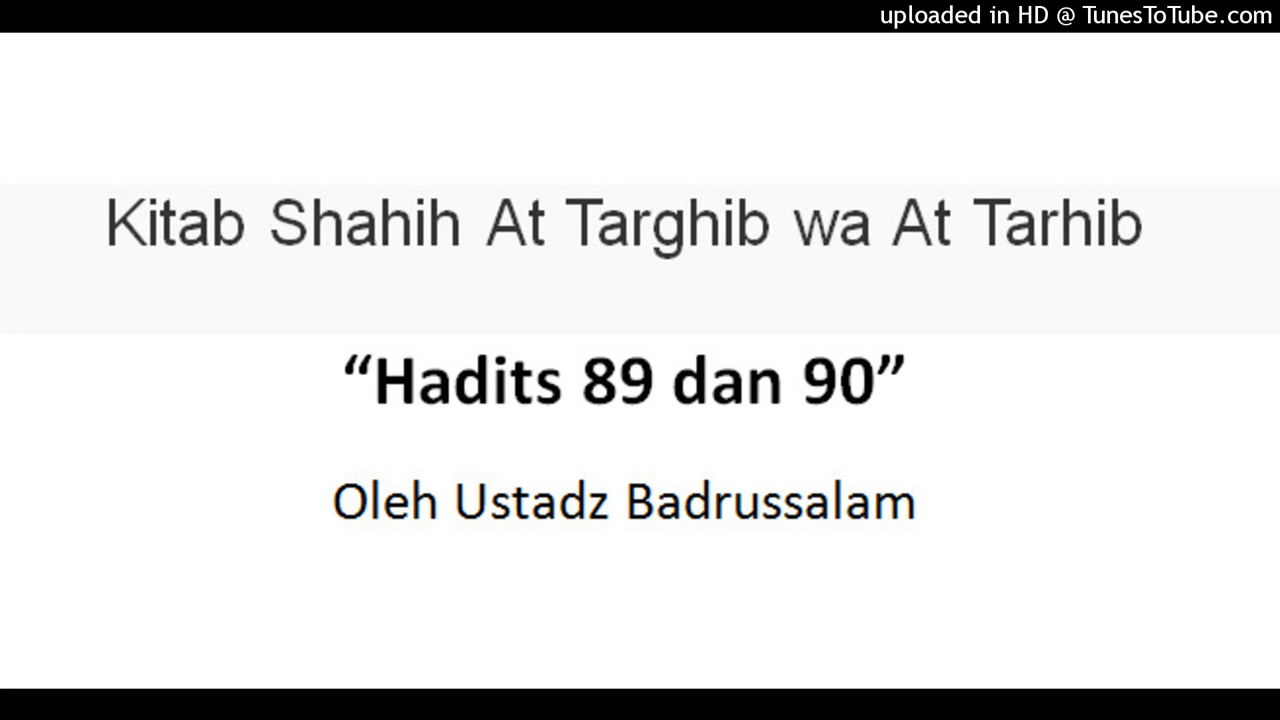 uploaded in HD @ TunesToTube.com
Kitab Shahih At Targhib wa At Tarhib
“Hadits 89 dan 90”
Oleh Ustadz Badrussalam